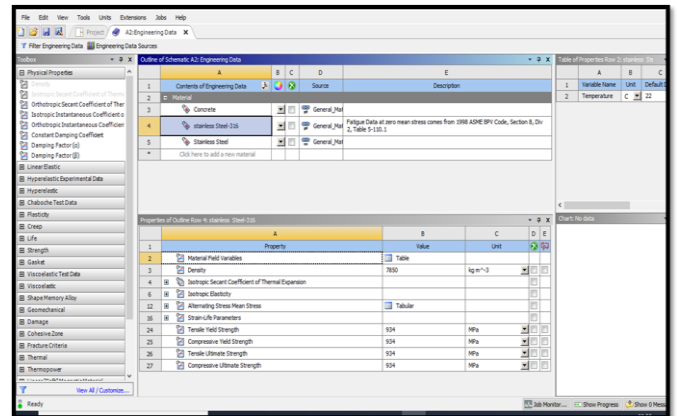 File Edit View Tools Units Extensions Jobs Help
Project A2:Engineering Data X
Filter Engineering Data Engineering Data Sources
Toolbox
Physical Properties
Density
Isotropic Secant Coefficient of Therm
Orthotropic Secant Coefficient of Ther
Isotropic Instantaneous Coefficient o
Orthotropic Instantaneous Coefficien
Constant Damping Coefficient
Damping Factor (α)
Damping Factor (β)
Linear Elastic
Hyperelastic Experimental Data
Hyperelastic
Chaboche Test Data
Plasticity
Creep
Life
Strength
Gasket
Viscoelastic Test Data
Viscoelastic
Shape Memory Alloy
Geomechanical
Damage
Cohesive Zone
Fracture Criteria
Thermal
Thermopower
View All / Customize...
Outline of Schematic A2: Engineering Data
A B C D E
1 Contents of Engineering Data Source Description
2 Material
3 Concrete General_Mat
4 stainless Steel-316 General_Mat Fatigue Data at zero mean stress comes from 1998 ASME BPV Code, Section 8, Div
2, Table 5-110.1
5 Stainless Steel General_Mat
* Click here to add a new material
Properties of Outline Row 4: stainless Steel-316
A B C D E
1 Property Value Unit
2 Material Field Variables Table
3 Density 7850 kg m^-3
4 Isotropic Secant Coefficient of Thermal Expansion
6 Isotropic Elasticity
12 Alternating Stress Mean Stress Tabular
16 Strain-Life Parameters
24 Tensile Yield Strength 934 MPa
25 Compressive Yield Strength 934 MPa
26 Tensile Ultimate Strength 934 MPa
27 Compressive Ultimate Strength 934 MPa
Table of Properties Row 2: stainless Ste
A B C
1 Variable Name Unit Default D
2 Temperature C 22
Chart: No data
Ready
Job Monitor... Show Progress Show 0 Messa